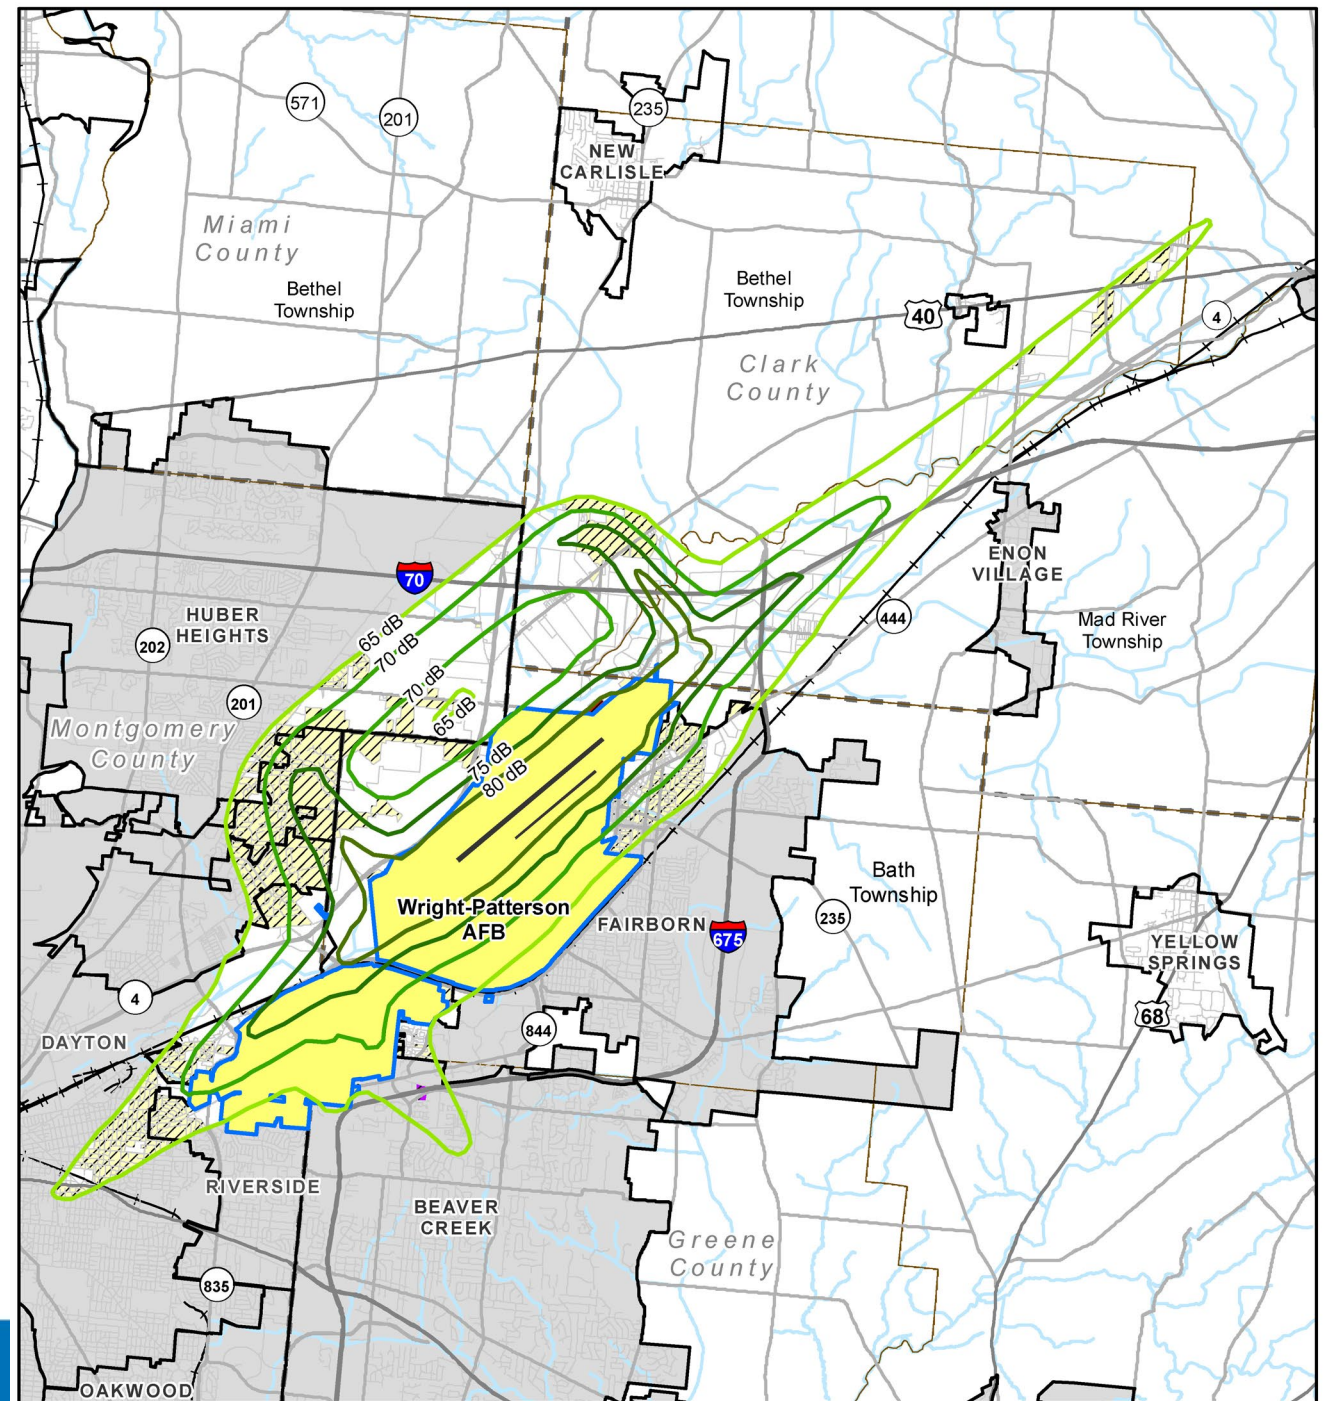 571
201
235
NEW
CARLISLE
Miami
County
Bethel
Township
Bethel
Township
40
4
Clark
County
70
ENON
VILLAGE
HUBER
HEIGHTS
202
65 dB
70 dB
444
Mad River
Township
201
70 dB
65 dB
Montgomery
County
75 dB
80 dB
Bath
Township
235
Wright-Patterson
AFB
FAIRBORN
675
YELLOW
SPRINGS
4
68
DAYTON
844
RIVERSIDE
BEAVER
CREEK
Greene
County
835
OAKWOOD